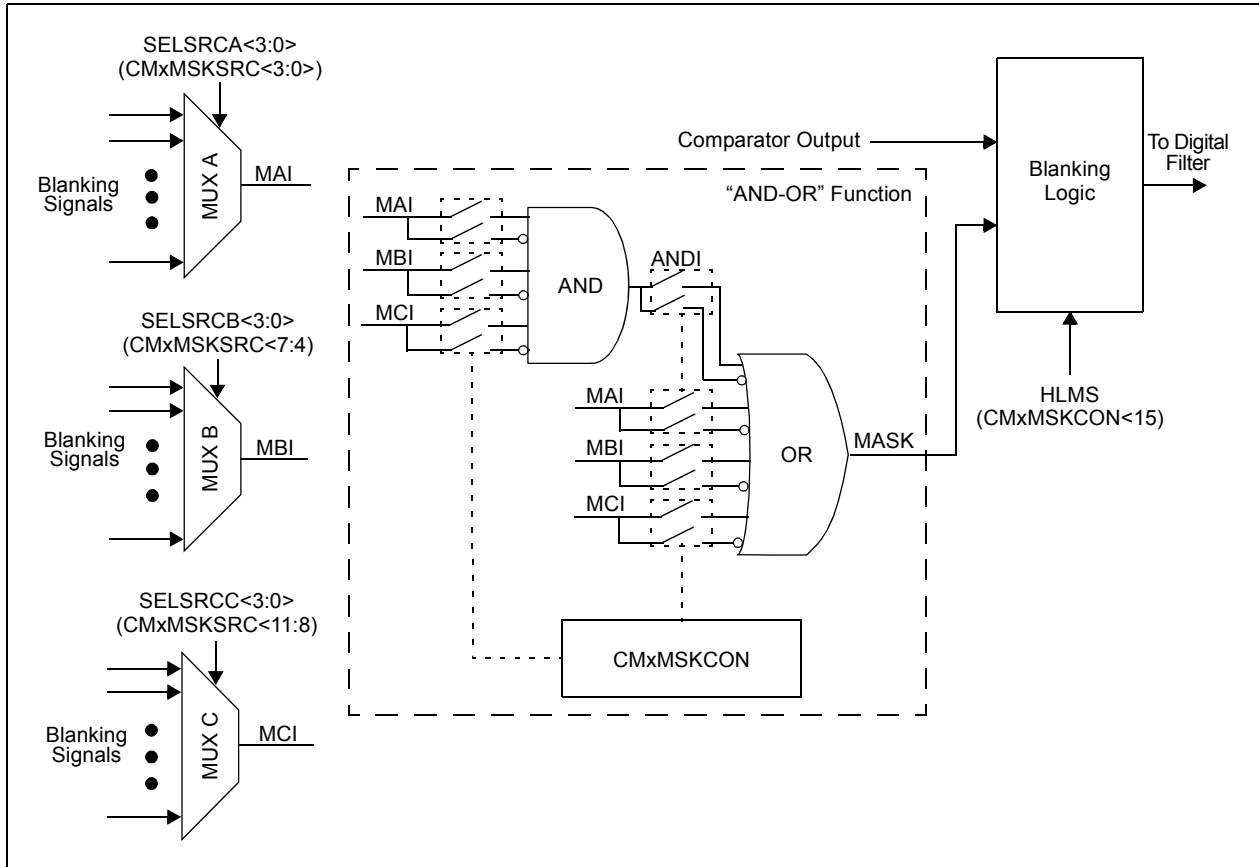 SELSRCA<3:0>
(CMxMSKSRC<3:0>)
Blanking
Signals
MUX A
MAI
SELSRCB<3:0>
(CMxMSKSRC<7:4)
Blanking
Signals
MUX B
MBI
SELSRCC<3:0>
(CMxMSKSRC<11:8)
Blanking
Signals
MUX C
MCI
"AND-OR" Function
MAI
MBI
MCI
AND
ANDI
MAI
MBI
MCI
OR
MASK
CMxMSKCON
Comparator Output
Blanking
Logic
To Digital
Filter
HLMS
(CMxMSKCON<15)